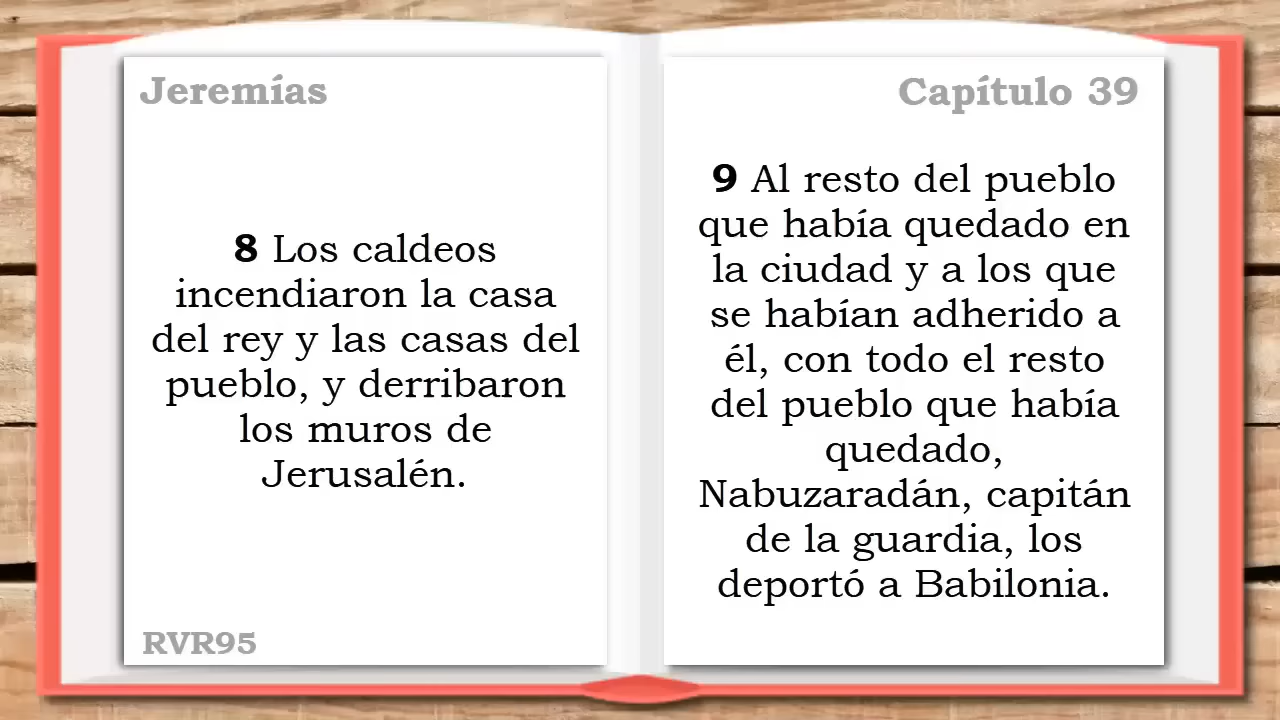 Jeremías
8 Los caldeos
incendiaron la casa
del rey y las casas del
pueblo, y derribaron
los muros de
Jerusalén.
RVR95
Capítulo 39
9 Al resto del pueblo
que había quedado en
la ciudad y a los que
se habían adherido a
él, con todo el resto
del pueblo que había
quedado,
Nabuzaradán, capitán
de la guardia, los
deportó a Babilonia.